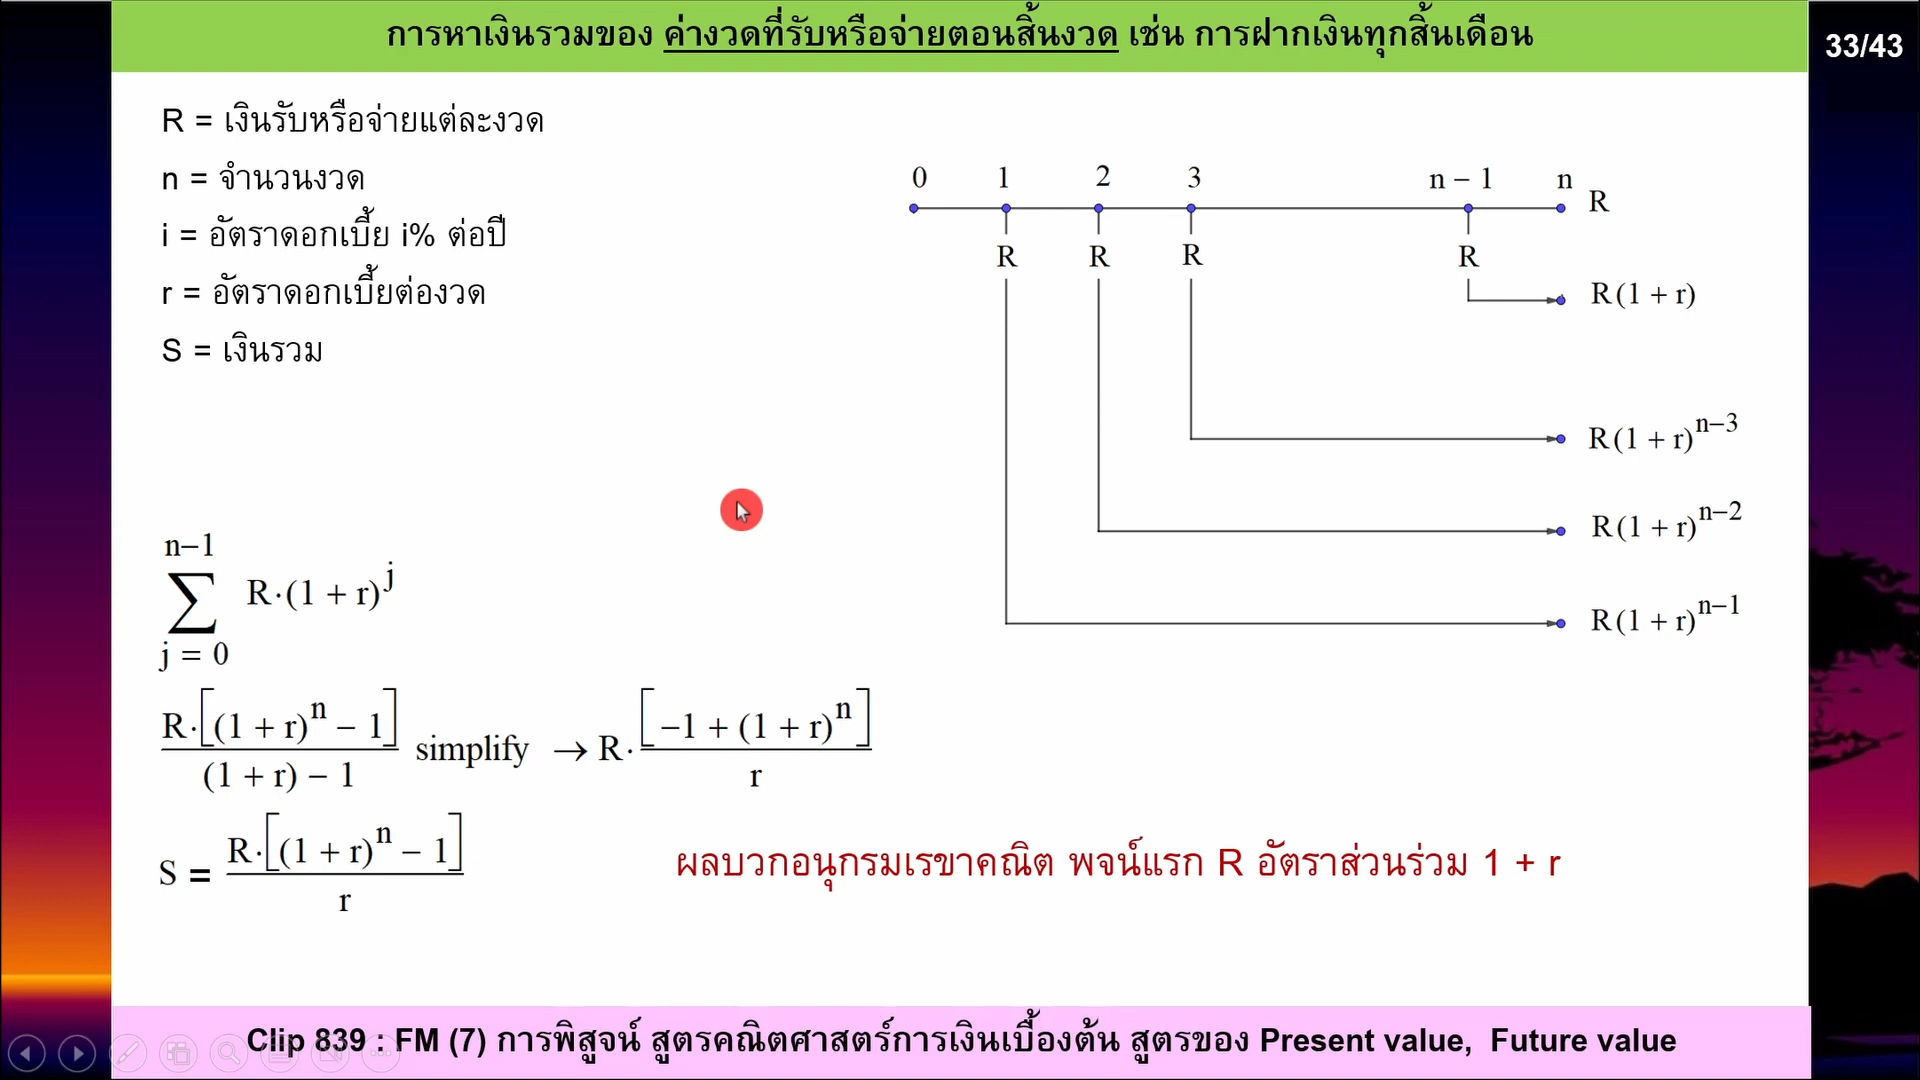 การหาเงินรวมของ ค่างวดที่รับหรือจ่ายตอนสิ้นงวด เช่น การฝากเงินทุกสิ้นเดือน
33/43
R = เงินรับหรือจ่ายแต่ละงวด
n = จำนวนงวด
i = อัตราดอกเบี้ย i% ต่อปี
r = อัตราดอกเบี้ยต่องวด
S = เงินรวม
0 1 2 3 n – 1 n
R
R R R R
R(1 + r)
R(1 + r)^n–3
R(1 + r)^n–2
R(1 + r)^n–1
n–1
∑ R·(1 + r)^j
j = 0
R·[(1 + r)^n – 1] / (1 + r) – 1 simplify → R·[–1 + (1 + r)^n] / r
S = R·[(1 + r)^n – 1] / r
ผลบวกอนุกรมเรขาคณิต พจน์แรก R อัตราส่วนร่วม 1 + r
Clip 839 : FM (7) การพิสูจน์ สูตรคณิตศาสตร์การเงินเบื้องต้น สูตรของ Present value, Future value